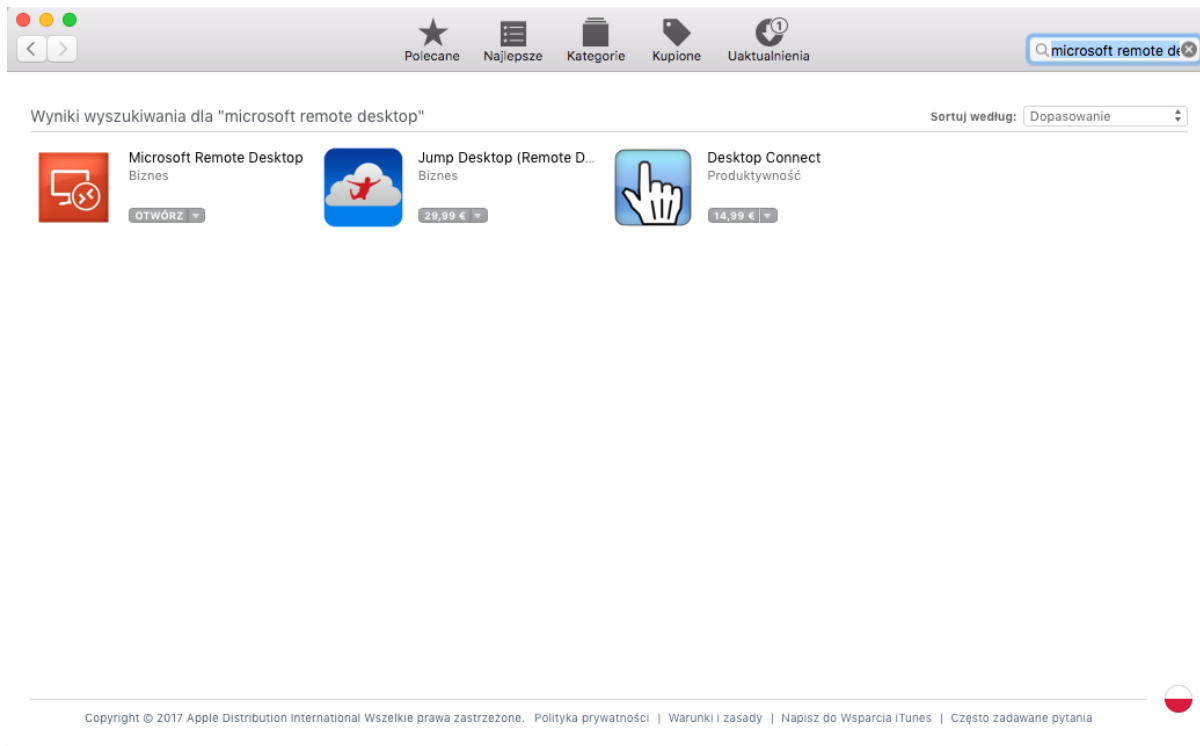 1
Polecane Najlepsze Kategorie Kupione Uaktualnienia
microsoft remote de
Wyniki wyszukiwania dla "microsoft remote desktop"
Sortuj według: Dopasowanie
Microsoft Remote Desktop
Biznes
OTWÓRZ
Jump Desktop (Remote D...
Biznes
29,99 €
Desktop Connect
Produktywność
14,99 €
Copyright © 2017 Apple Distribution International Wszelkie prawa zastrzeżone. Polityka prywatności | Warunki i zasady | Napisz do Wsparcia iTunes | Często zadawane pytania